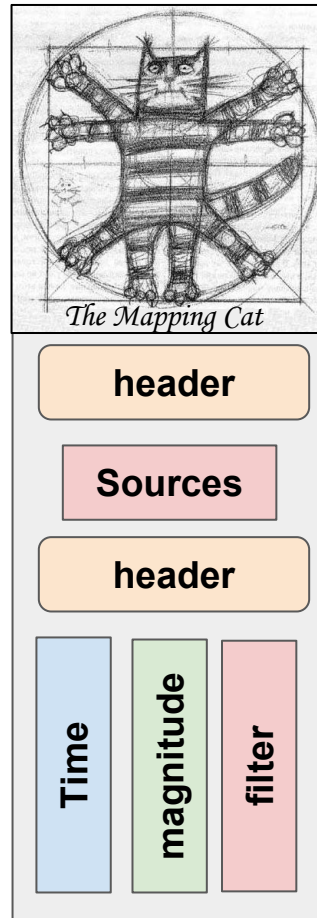 The Mapping Cat
header
Sources
header
Time
magnitude
filter